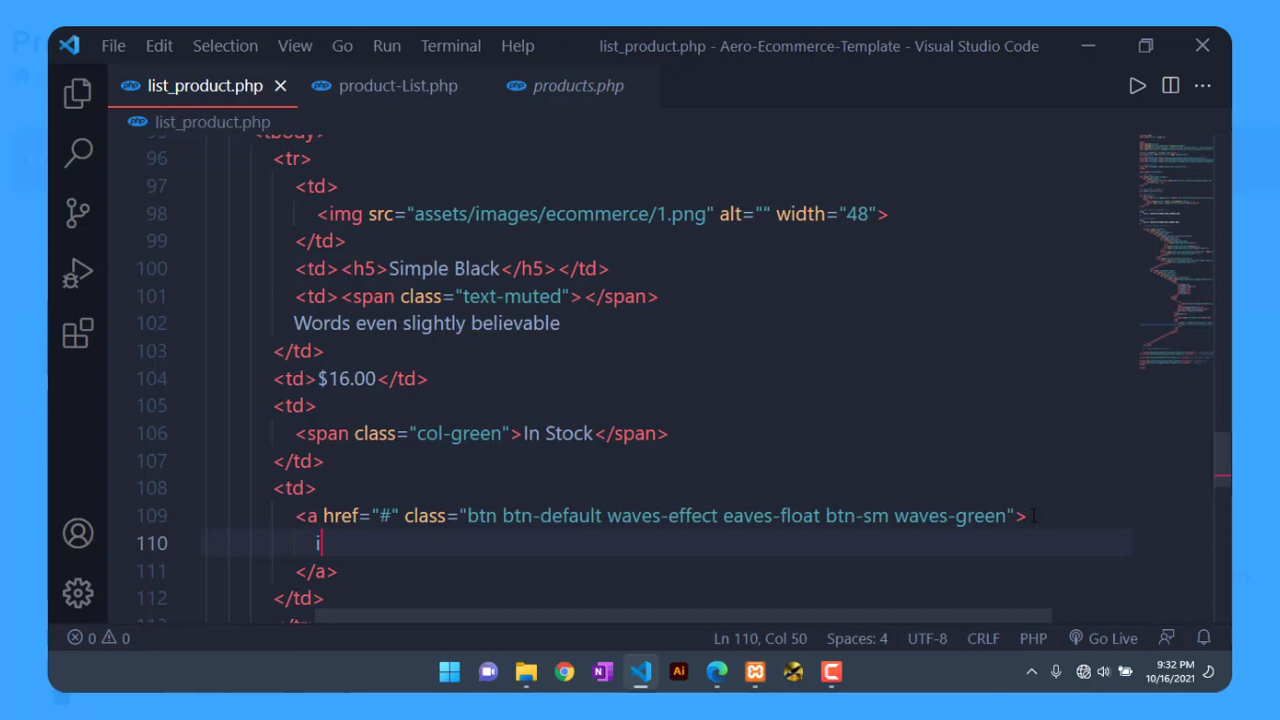 File Edit Selection View Go Run Terminal Help list_product.php - Aero-Ecommerce-Template - Visual Studio Code
list_product.php product-List.php products.php
list_product.php
<tbody>
96 <tr>
97 <td>
98 <img src="assets/images/ecommerce/1.png" alt="" width="48">
99 </td>
100 <td><h5>Simple Black</h5></td>
101 <td><span class="text-muted"></span>
102 Words even slightly believable
103 </td>
104 <td>$16.00</td>
105 <td>
106 <span class="col-green">In Stock</span>
107 </td>
108 <td>
109 <a href="#" class="btn btn-default waves-effect eaves-float btn-sm waves-green">
110 i
111 </a>
112 </td>
0 0 Ln 110, Col 50 Spaces: 4 UTF-8 CRLF PHP Go Live
9:32 PM
10/16/2021